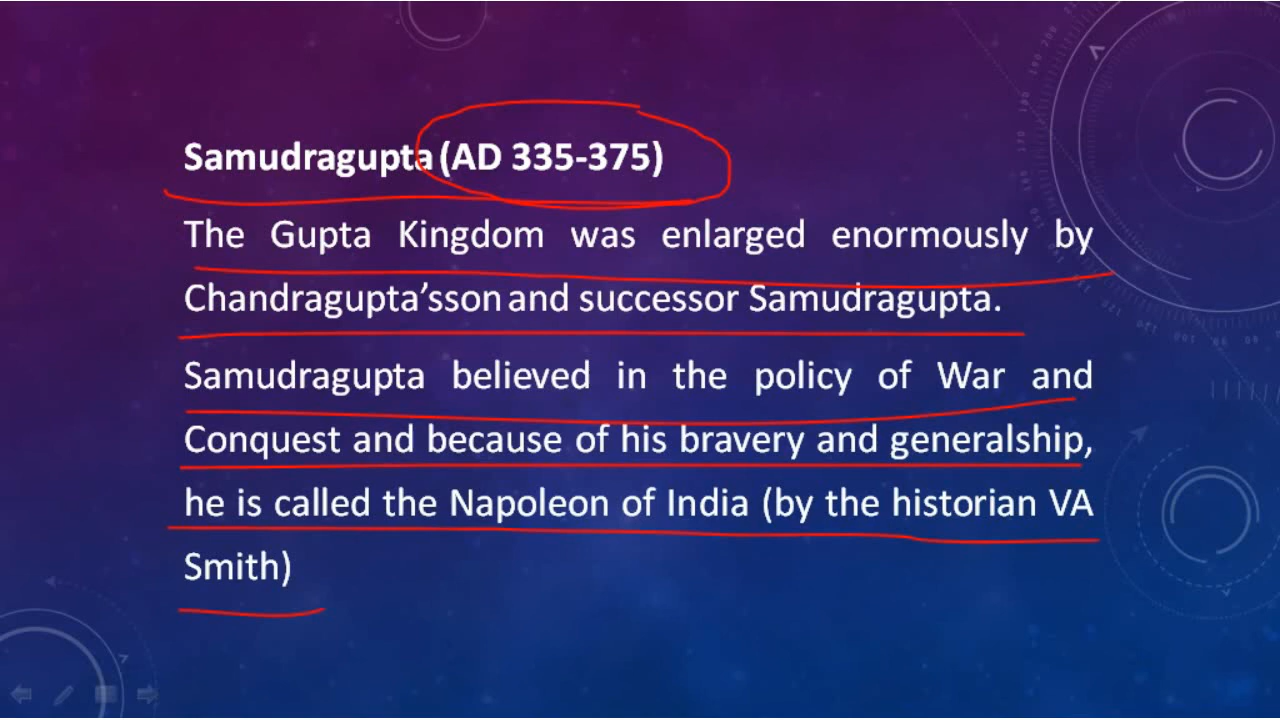 Samudragupta (AD 335-375)
The Gupta Kingdom was enlarged enormously by
Chandragupta’sson and successor Samudragupta.
Samudragupta believed in the policy of War and
Conquest and because of his bravery and generalship,
he is called the Napoleon of India (by the historian VA
Smith)